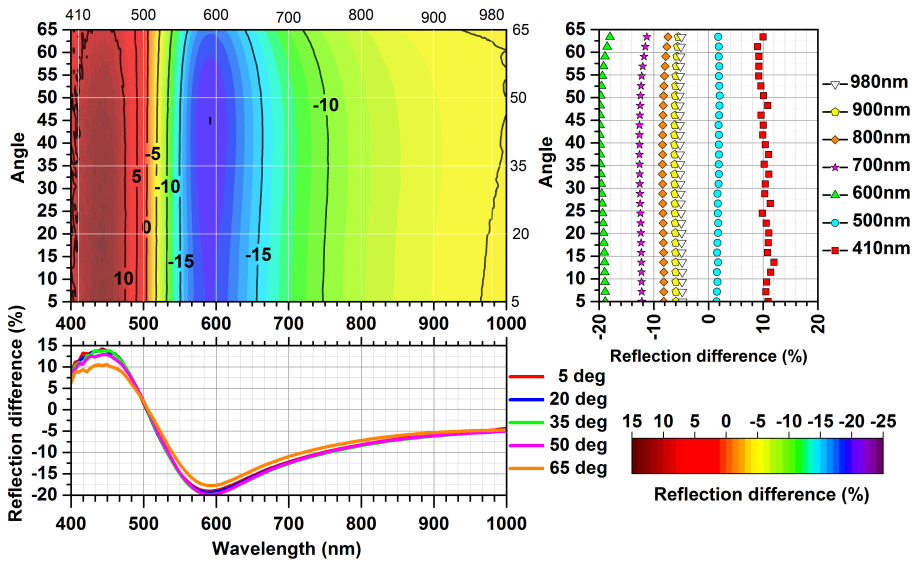 410 500 600 700 800 900 980
65 60 55 50 45 40 35 30 25 20 15 10 5
Angle
65 50 35 20 5
-10
-5
5
-10
0
-15
-15
10
400 500 600 700 800 900 1000
65 60 55 50 45 40 35 30 25 20 15 10 5
Angle
-20 -10 0 10 20
Reflection difference (%)
980nm
900nm
800nm
700nm
600nm
500nm
410nm
15 10 5 0 -5 -10 -15 -20
Reflection difference (%)
400 500 600 700 800 900 1000
Wavelength (nm)
5 deg
20 deg
35 deg
50 deg
65 deg
15 10 5 0 -5 -10 -15 -20 -25
Reflection difference (%)